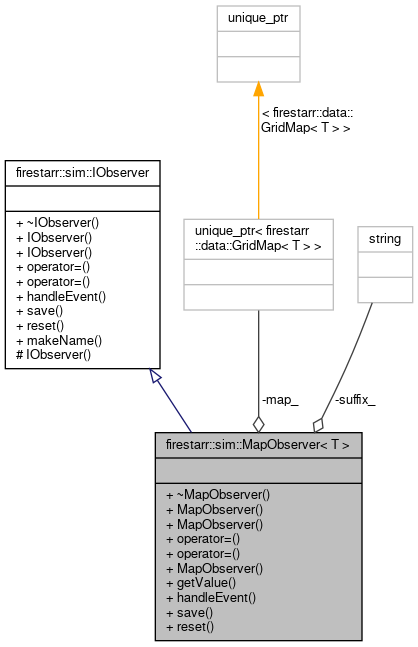 unique_ptr
< firestarr::data::
GridMap< T > >
firestarr::sim::IObserver
+ ~IObserver()
+ IObserver()
+ IObserver()
+ operator=()
+ operator=()
+ handleEvent()
+ save()
+ reset()
+ makeName()
# IObserver()
unique_ptr< firestarr
::data::GridMap< T > >
string
-map_
-suffix_
firestarr::sim::MapObserver< T >
+ ~MapObserver()
+ MapObserver()
+ MapObserver()
+ operator=()
+ operator=()
+ MapObserver()
+ getValue()
+ handleEvent()
+ save()
+ reset()